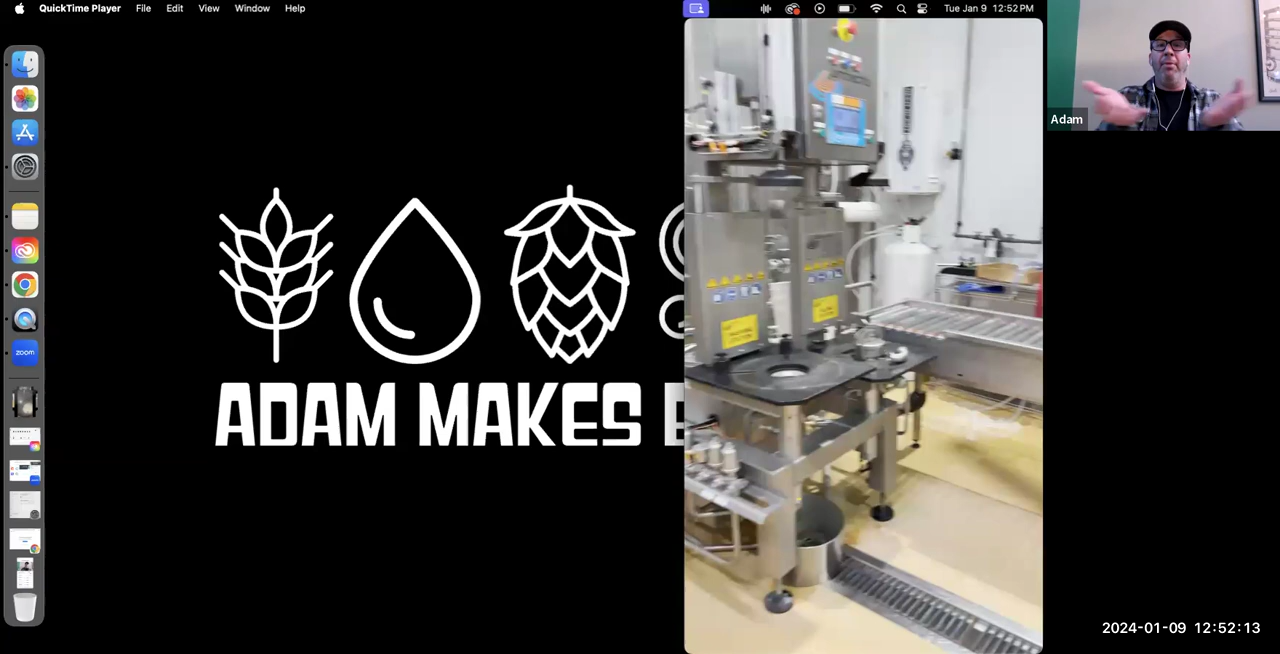 QuickTime Player File Edit View Window Help
Tue Jan 9 12:52 PM
Adam
zoom
ADAM MAKES
2024-01-09 12:52:13